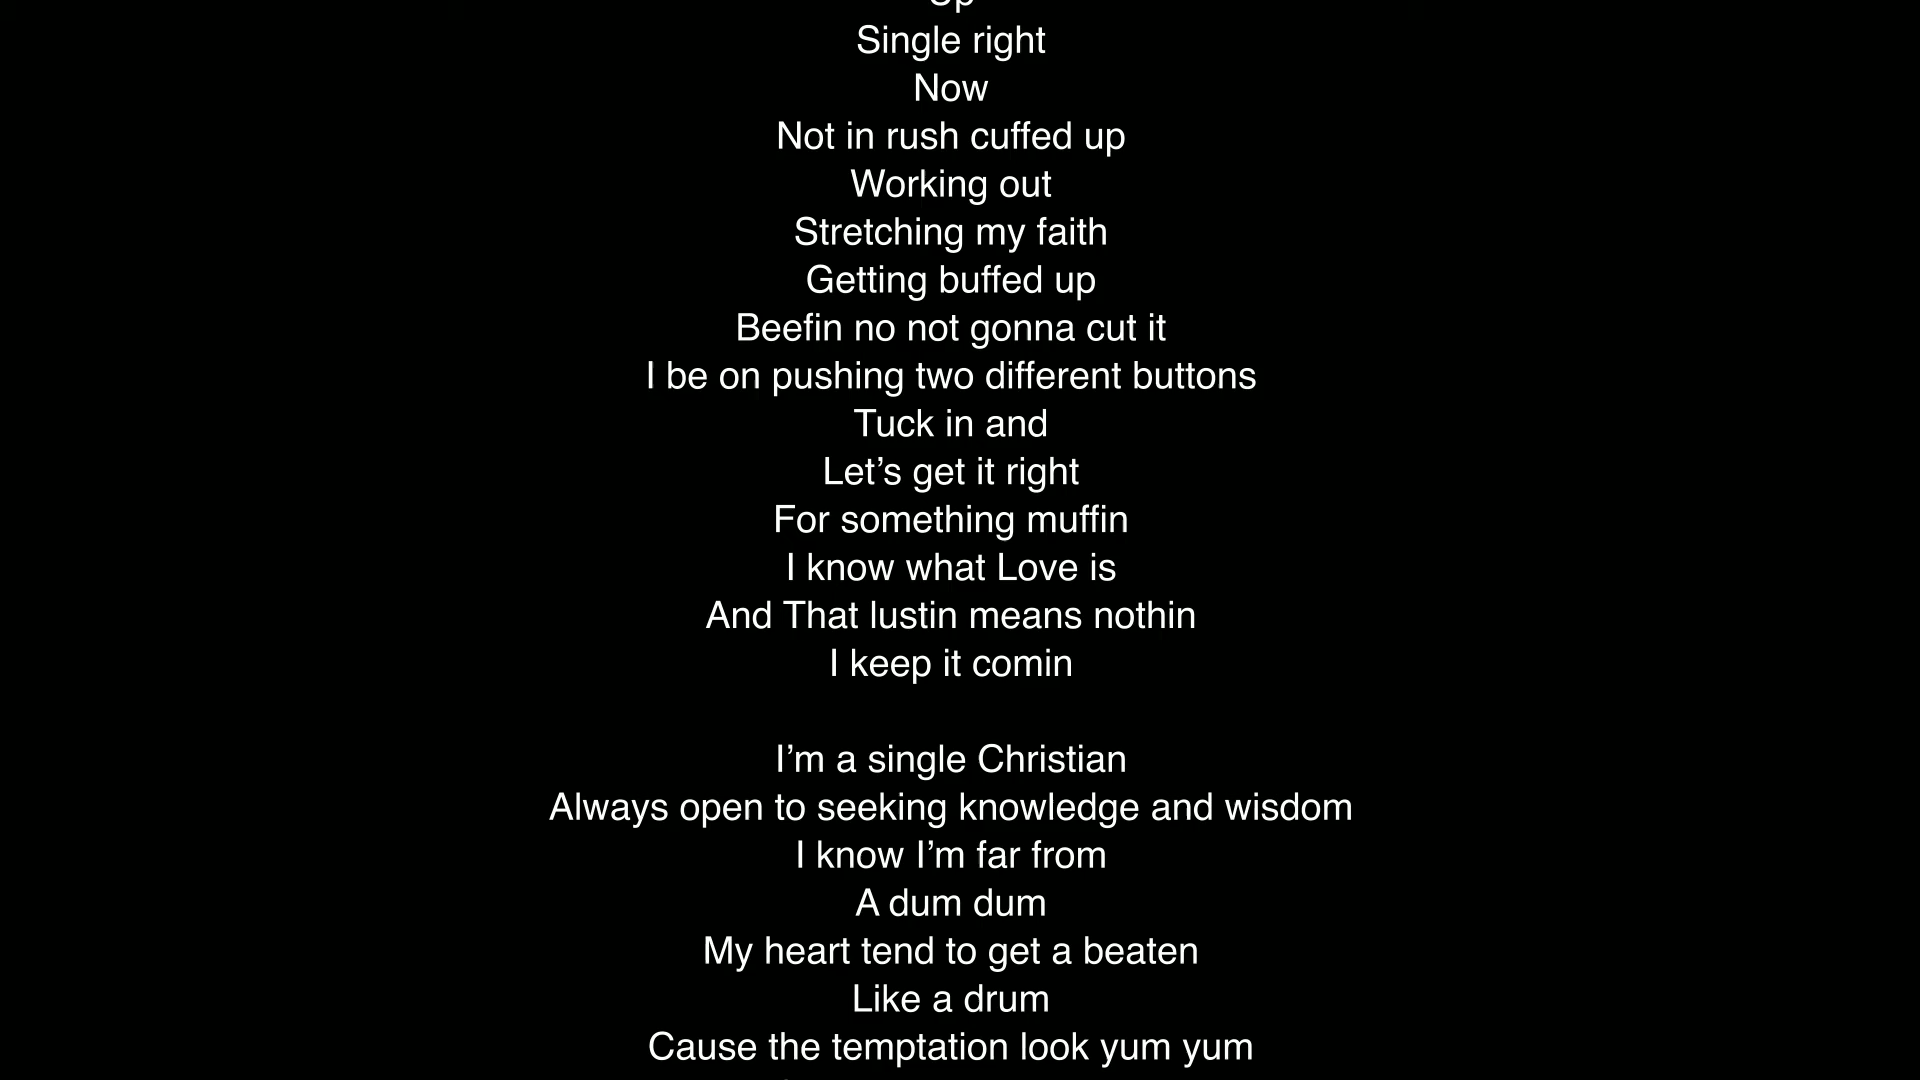 Up
Single right
Now
Not in rush cuffed up
Working out
Stretching my faith
Getting buffed up
Beefin no not gonna cut it
I be on pushing two different buttons
Tuck in and
Let’s get it right
For something muffin
I know what Love is
And That lustin means nothin
I keep it comin
I’m a single Christian
Always open to seeking knowledge and wisdom
I know I’m far from
A dum dum
My heart tend to get a beaten
Like a drum
Cause the temptation look yum yum